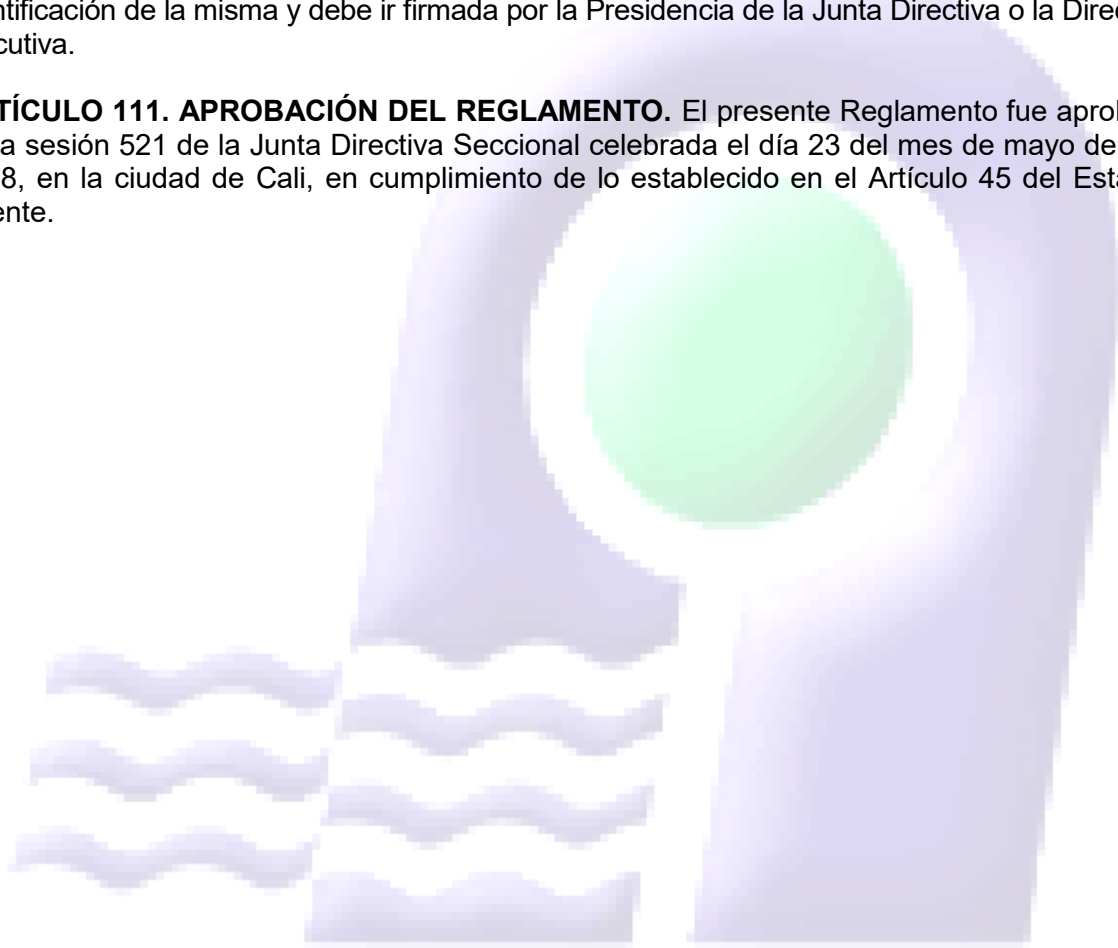 ntificación de la misma y debe ir firmada por la Presidencia de la Junta Directiva o la Direc
cutiva.
TÍCULO 111. APROBACIÓN DEL REGLAMENTO. El presente Reglamento fue aprob
a sesión 521 de la Junta Directiva Seccional celebrada el día 23 del mes de mayo de
8, en la ciudad de Cali, en cumplimiento de lo establecido en el Artículo 45 del Esta
ente.